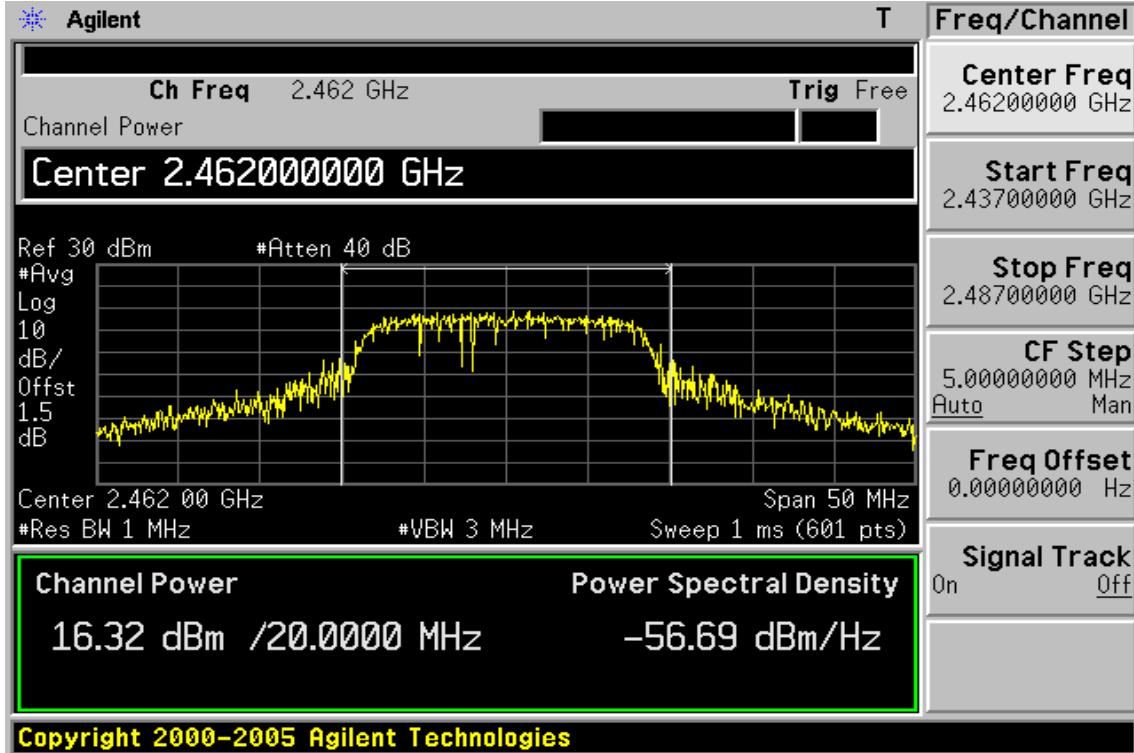 Agilent T
Ch Freq 2.462 GHz Trig Free
Channel Power
Center 2.462000000 GHz
Ref 30 dBm #Atten 40 dB
#Avg
Log
10
dB/
Offst
1.5
dB
Center 2.462 00 GHz Span 50 MHz
#Res BW 1 MHz #VBW 3 MHz Sweep 1 ms (601 pts)
Channel Power Power Spectral Density
16.32 dBm /20.0000 MHz -56.69 dBm/Hz
Copyright 2000-2005 Agilent Technologies
Freq/Channel
Center Freq
2.46200000 GHz
Start Freq
2.43700000 GHz
Stop Freq
2.48700000 GHz
CF Step
5.00000000 MHz
Auto Man
Freq Offset
0.00000000 Hz
Signal Track
On Off